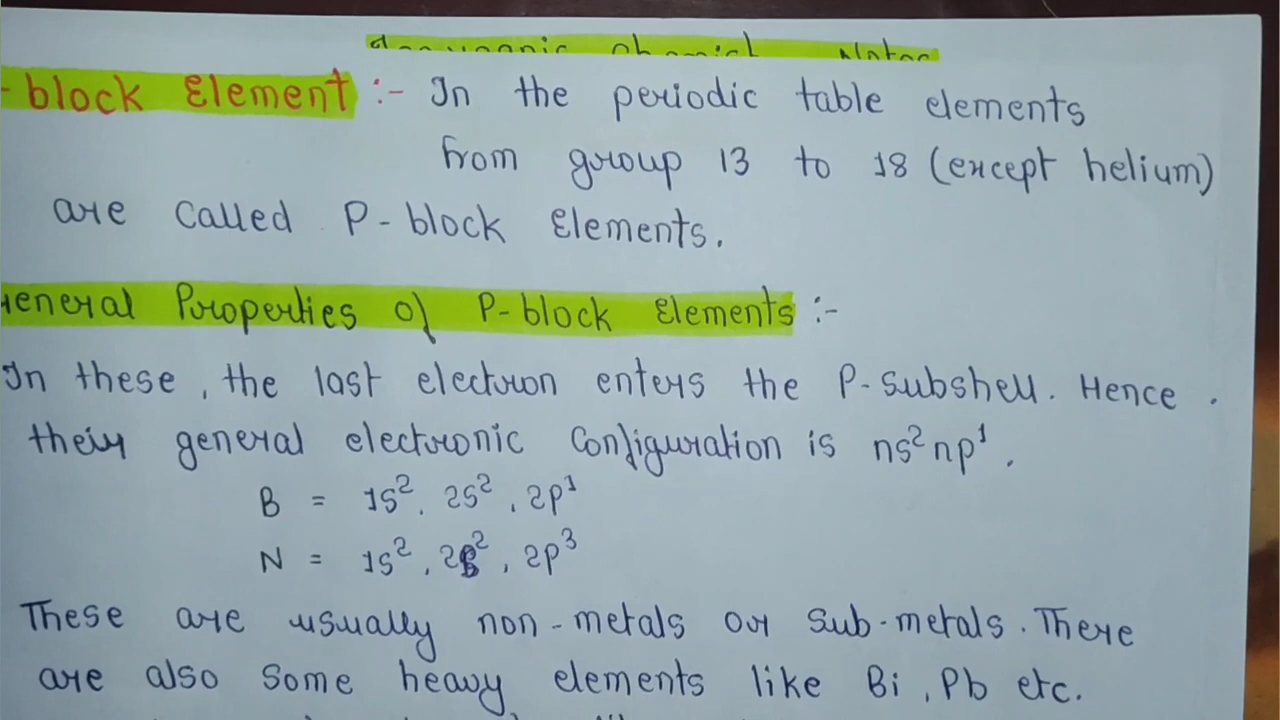 - block Element :- In the periodic table elements
from group 13 to 18 (except helium)
are called P-block Elements.
General Properties of P-block Elements :-
In these, the last electron enters the P-subshell. Hence.
their general electronic configuration is ns²np¹.
B = 1s², 2s², 2p¹
N = 1s², 2s², 2p³
These are usually non-metals or sub-metals. There
are also some heavy elements like Bi, Pb etc.